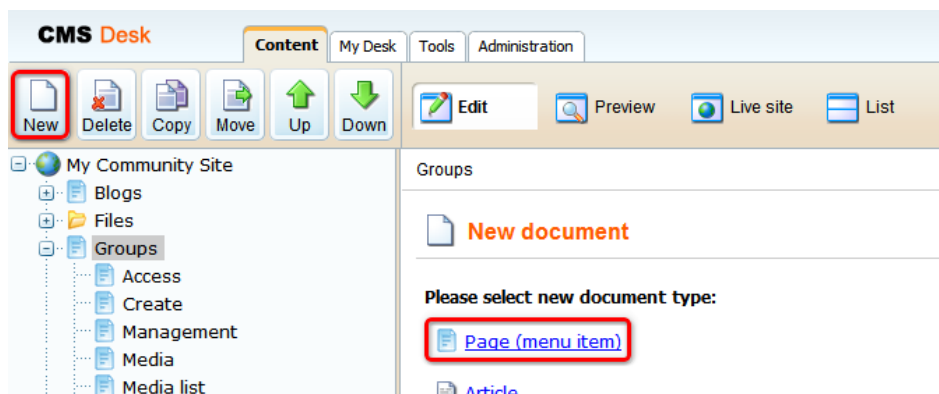 CMS Desk
Content My Desk Tools Administration
New Delete Copy Move Up Down
Edit Preview Live site List
My Community Site
Blogs
Files
Groups
Access
Create
Management
Media
Media list
Groups
New document
Please select new document type:
Page (menu item)
Article